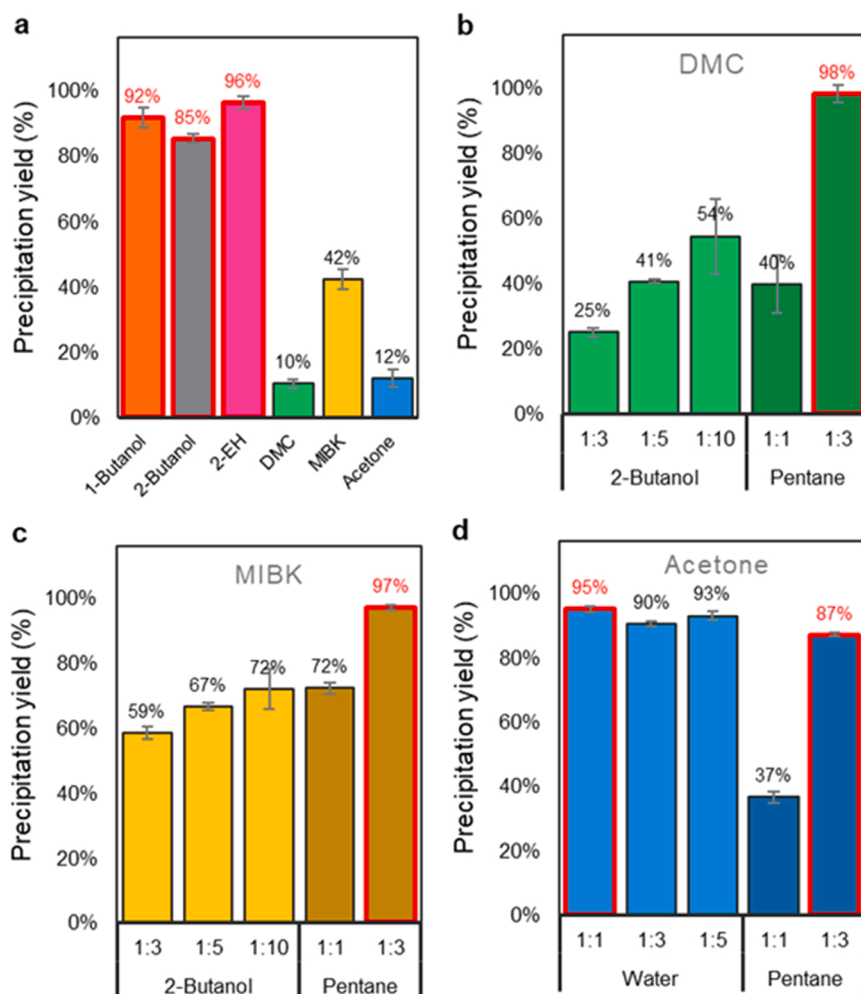 a
Precipitation yield (%)
100%
80%
60%
40%
20%
0%
92%
85%
96%
10%
42%
12%
1-Butanol
2-Butanol
2-EH
DMC
MIBK
Acetone
b
DMC
Precipitation yield (%)
100%
80%
60%
40%
20%
0%
25%
41%
54%
40%
98%
1:3 1:5 1:10 1:1 1:3
2-Butanol Pentane
c
MIBK
Precipitation yield (%)
100%
80%
60%
40%
20%
0%
59%
67%
72%
72%
97%
1:3 1:5 1:10 1:1 1:3
2-Butanol Pentane
d
Acetone
Precipitation yield (%)
100%
80%
60%
40%
20%
0%
95%
90%
93%
37%
87%
1:1 1:3 1:5 1:1 1:3
Water Pentane